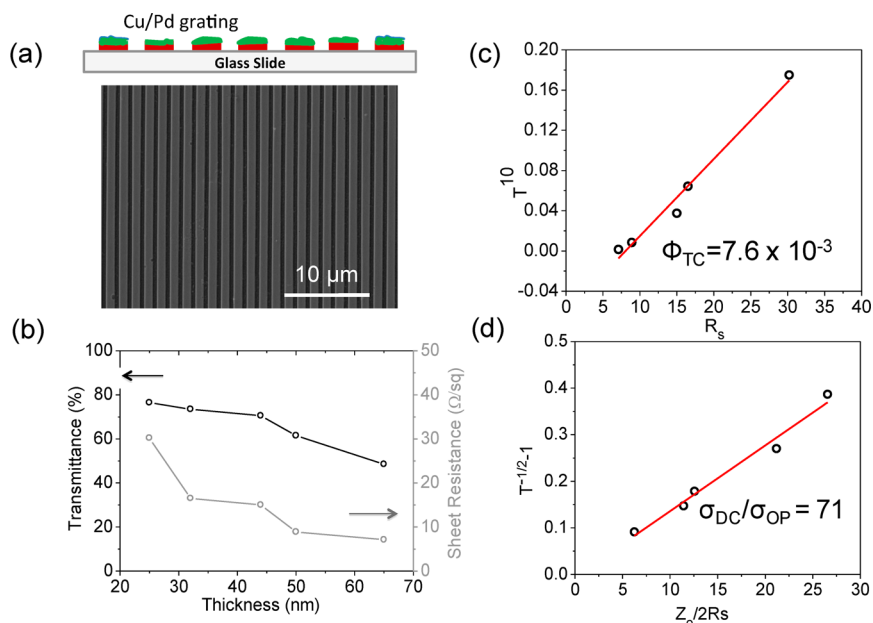 Cu/Pd grating
(a)
Glass Slide
10 µm
(b)
100
80
60
40
20
0
Transmittance (%)
50
40
30
20
10
0
Sheet Resistance (Ω/sq)
20
30
40
50
60
70
Thickness (nm)
(c)
0.20
0.16
0.12
0.08
0.04
0.00
-0.04
T^10
Φ_TC=7.6 x 10^-3
0
5
10
15
20
25
30
35
40
R_s
(d)
0.5
0.4
0.3
0.2
0.1
0.0
T^-1/2-1
σ_DC/σ_OP = 71
0
5
10
15
20
25
30
Z_o/2Rs